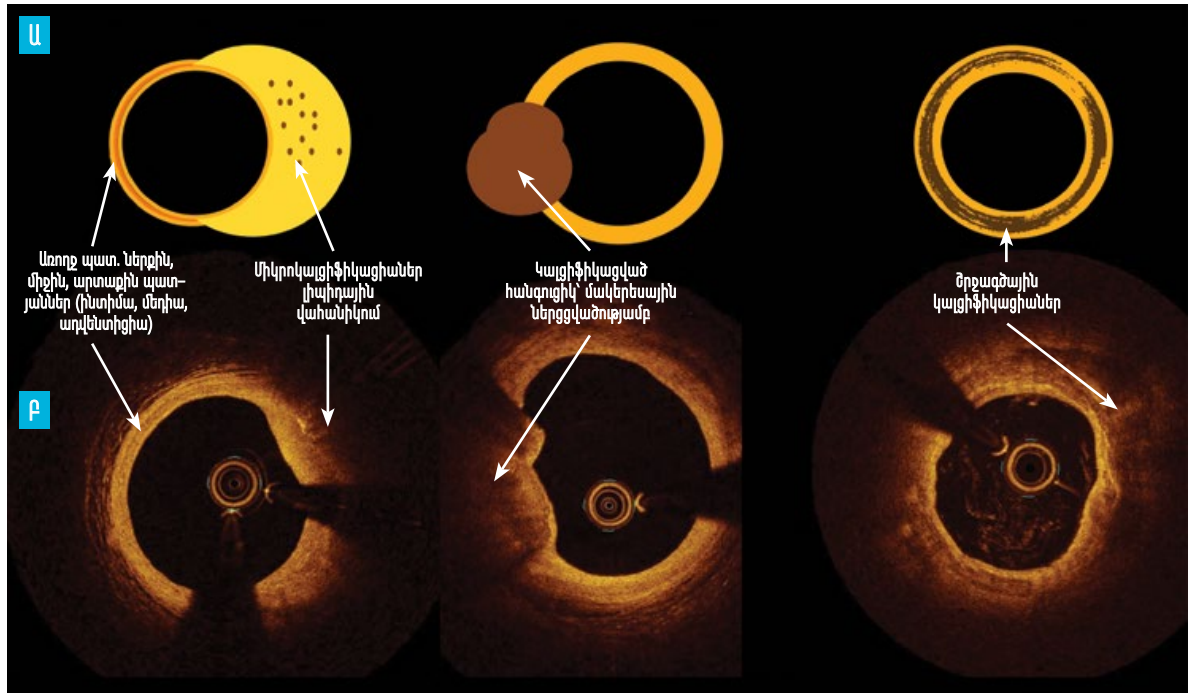 Ա
Առողջ պատ. ներքին,
միջին, արտաքին պատ–
յաններ (ինտիմա, մեդիա,
ադվենտիցիա)
Միկրոկալցիֆիկացիաներ
լիպիդային
վահանիկում
Կալցիֆիկացված
հանգուցիկ՝ մակերեսային
ներցցվածությամբ
Շրջագծային
կալցիֆիկացիաներ
Բ